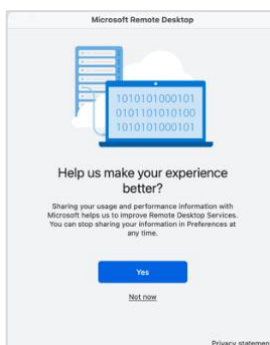 Microsoft Remote Desktop
1010101000101
0101101010100
1010101000101
Help us make your experience
better?
Sharing your usage and performance information with
Microsoft helps us to improve Remote Desktop Services.
You can stop sharing your information in Preferences at
any time.
Yes
Not now
Privacy statemen